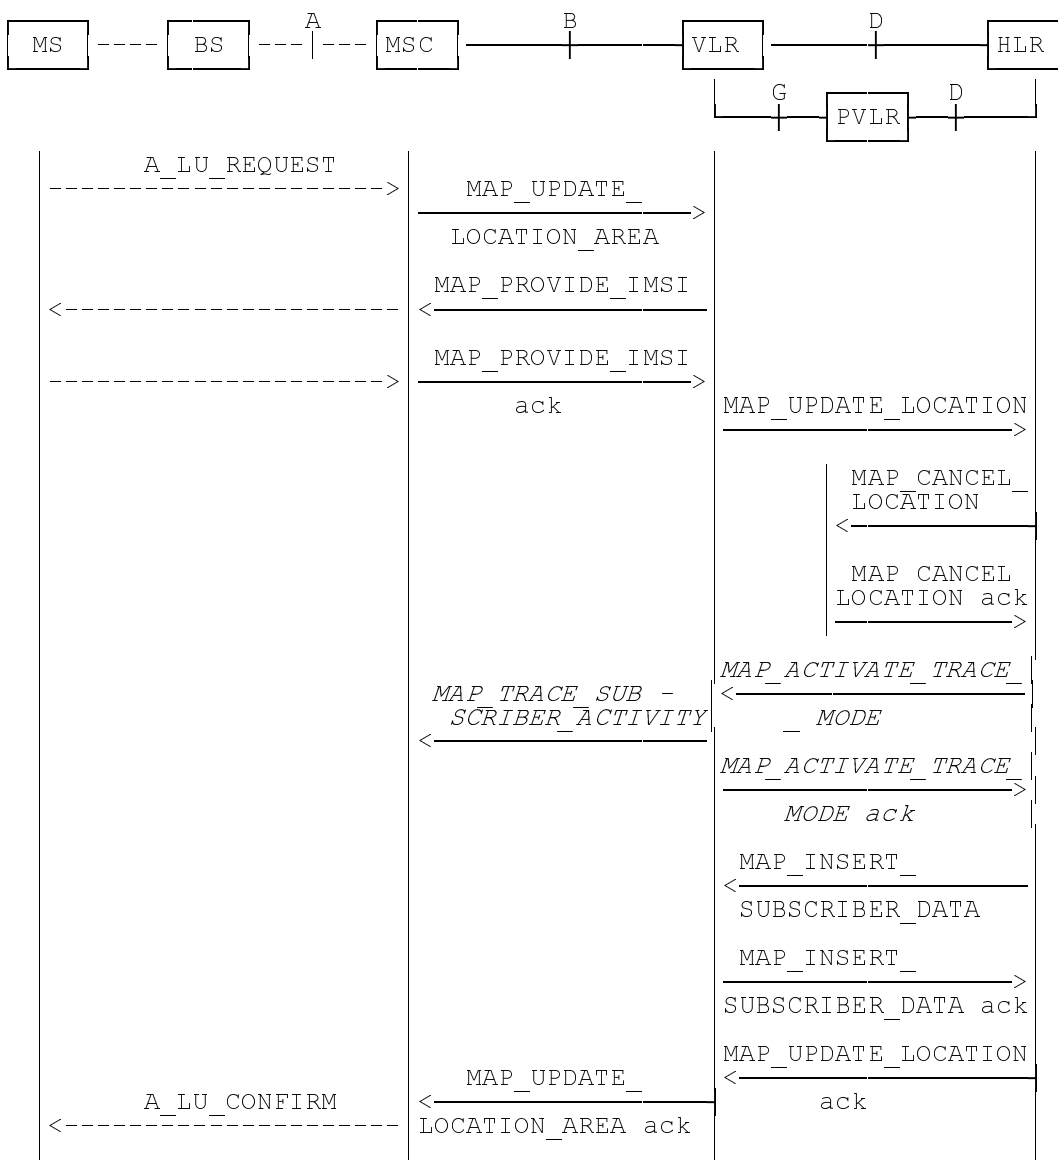 A B D
MS BS MSC VLR HLR
G D
PVLR
A_LU_REQUEST
MAP_UPDATE_
LOCATION_AREA
MAP_PROVIDE_IMSI
MAP_PROVIDE_IMSI
ack
MAP_UPDATE_LOCATION
MAP_CANCEL_
LOCATION
MAP CANCEL
LOCATION ack
MAP_ACTIVATE_TRACE_
_ MODE
MAP_TRACE_SUB -
SCRIBER_ACTIVITY
MAP_ACTIVATE_TRACE_
MODE ack
MAP_INSERT_
SUBSCRIBER_DATA
MAP_INSERT_
SUBSCRIBER_DATA ack
MAP_UPDATE_LOCATION
ack
MAP_UPDATE_
LOCATION_AREA ack
A_LU_CONFIRM